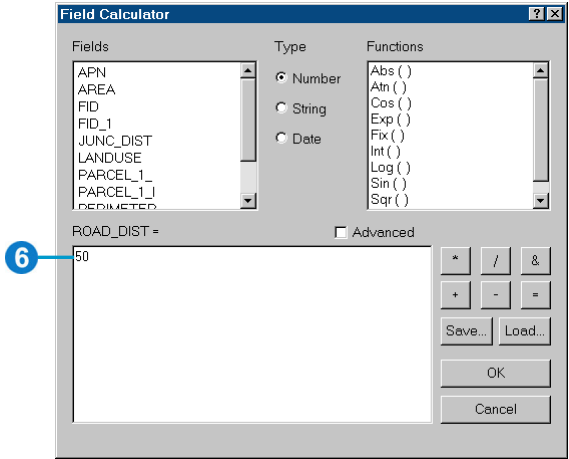 Field Calculator
Fields
Type
Functions
APN
AREA
FID
FID_1
JUNC_DIST
LANDUSE
PARCEL_1_
PARCEL_1_I
PERIMETER
Number
String
Date
Abs ( )
Atn ( )
Cos ( )
Exp ( )
Fix ( )
Int ( )
Log ( )
Sin ( )
Sqr ( )
ROAD_DIST =
Advanced
6
50
* / &
+ - =
Save... Load...
OK
Cancel